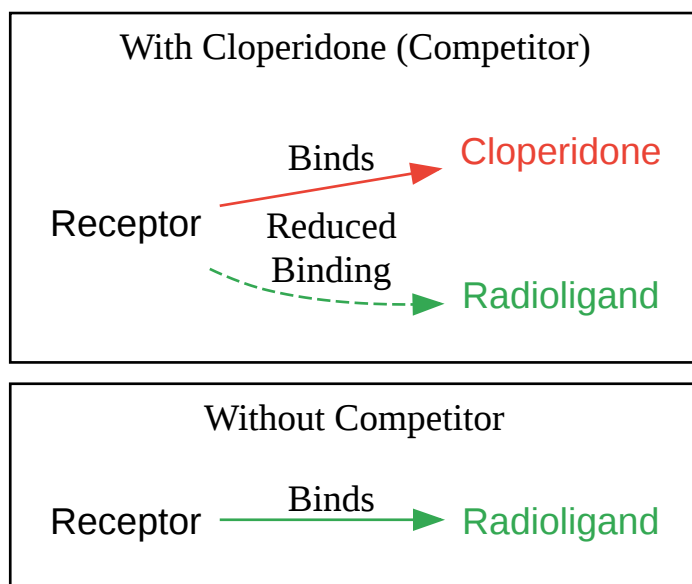 With Cloperidone (Competitor)
Binds
Cloperidone
Receptor
Reduced
Binding
Radioligand
Without Competitor
Receptor
Binds
Radioligand